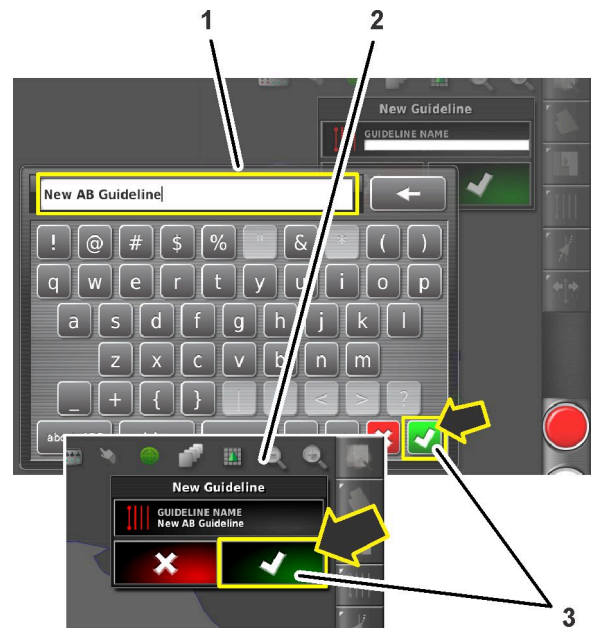 1
2
New Guideline
GUIDELINE NAME
New AB Guideline
! @ # $ % " & * ( )
q w e r t y u i o p
a s d f g h j k l
z x c v b n m
_ + { } < > ?
New Guideline
GUIDELINE NAME
New AB Guideline
3